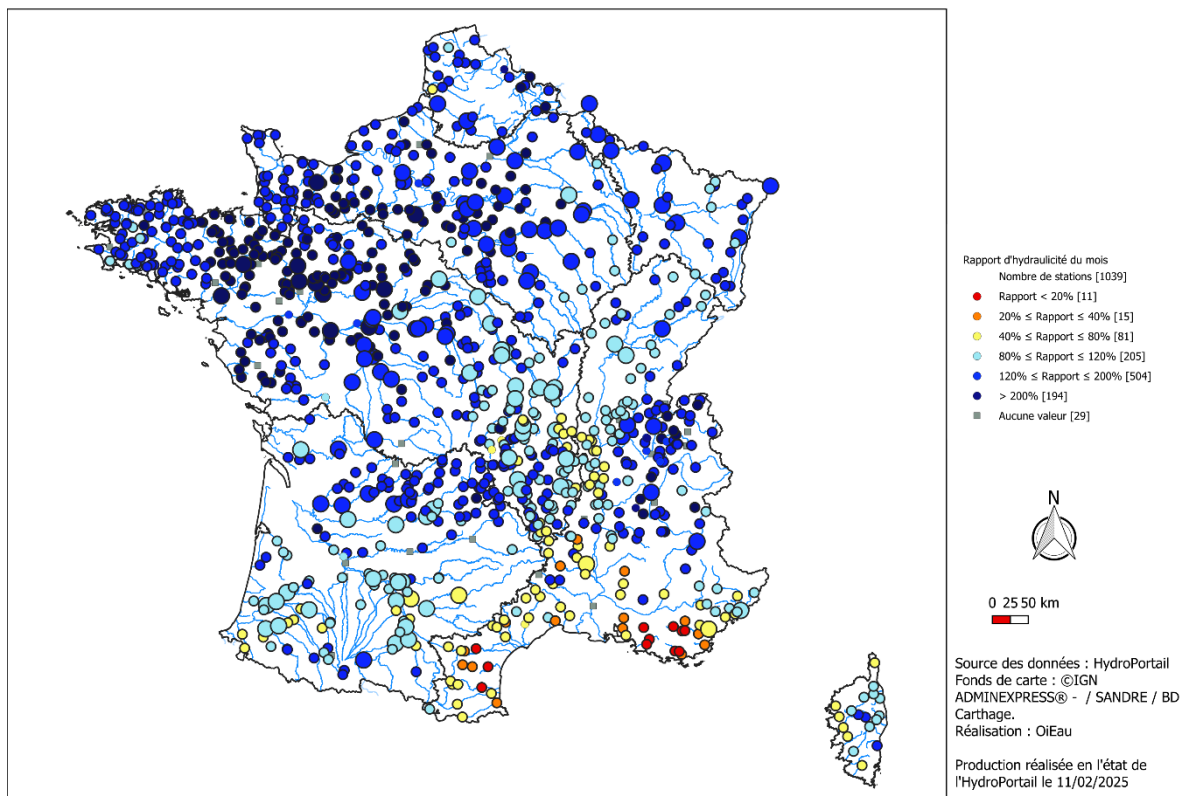 Rapport d'hydraulicité du mois
Nombre de stations [1039]
Rapport < 20% [11]
20% ≤ Rapport ≤ 40% [15]
40% ≤ Rapport ≤ 80% [81]
80% ≤ Rapport ≤ 120% [205]
120% ≤ Rapport ≤ 200% [504]
> 200% [194]
Aucune valeur [29]
N
0 25 50 km
Source des données : HydroPortail
Fonds de carte : ©IGN
ADMINEXPRESS® - / SANDRE / BD
Carthage.
Réalisation : OiEau
Production réalisée en l'état de
l'HydroPortail le 11/02/2025